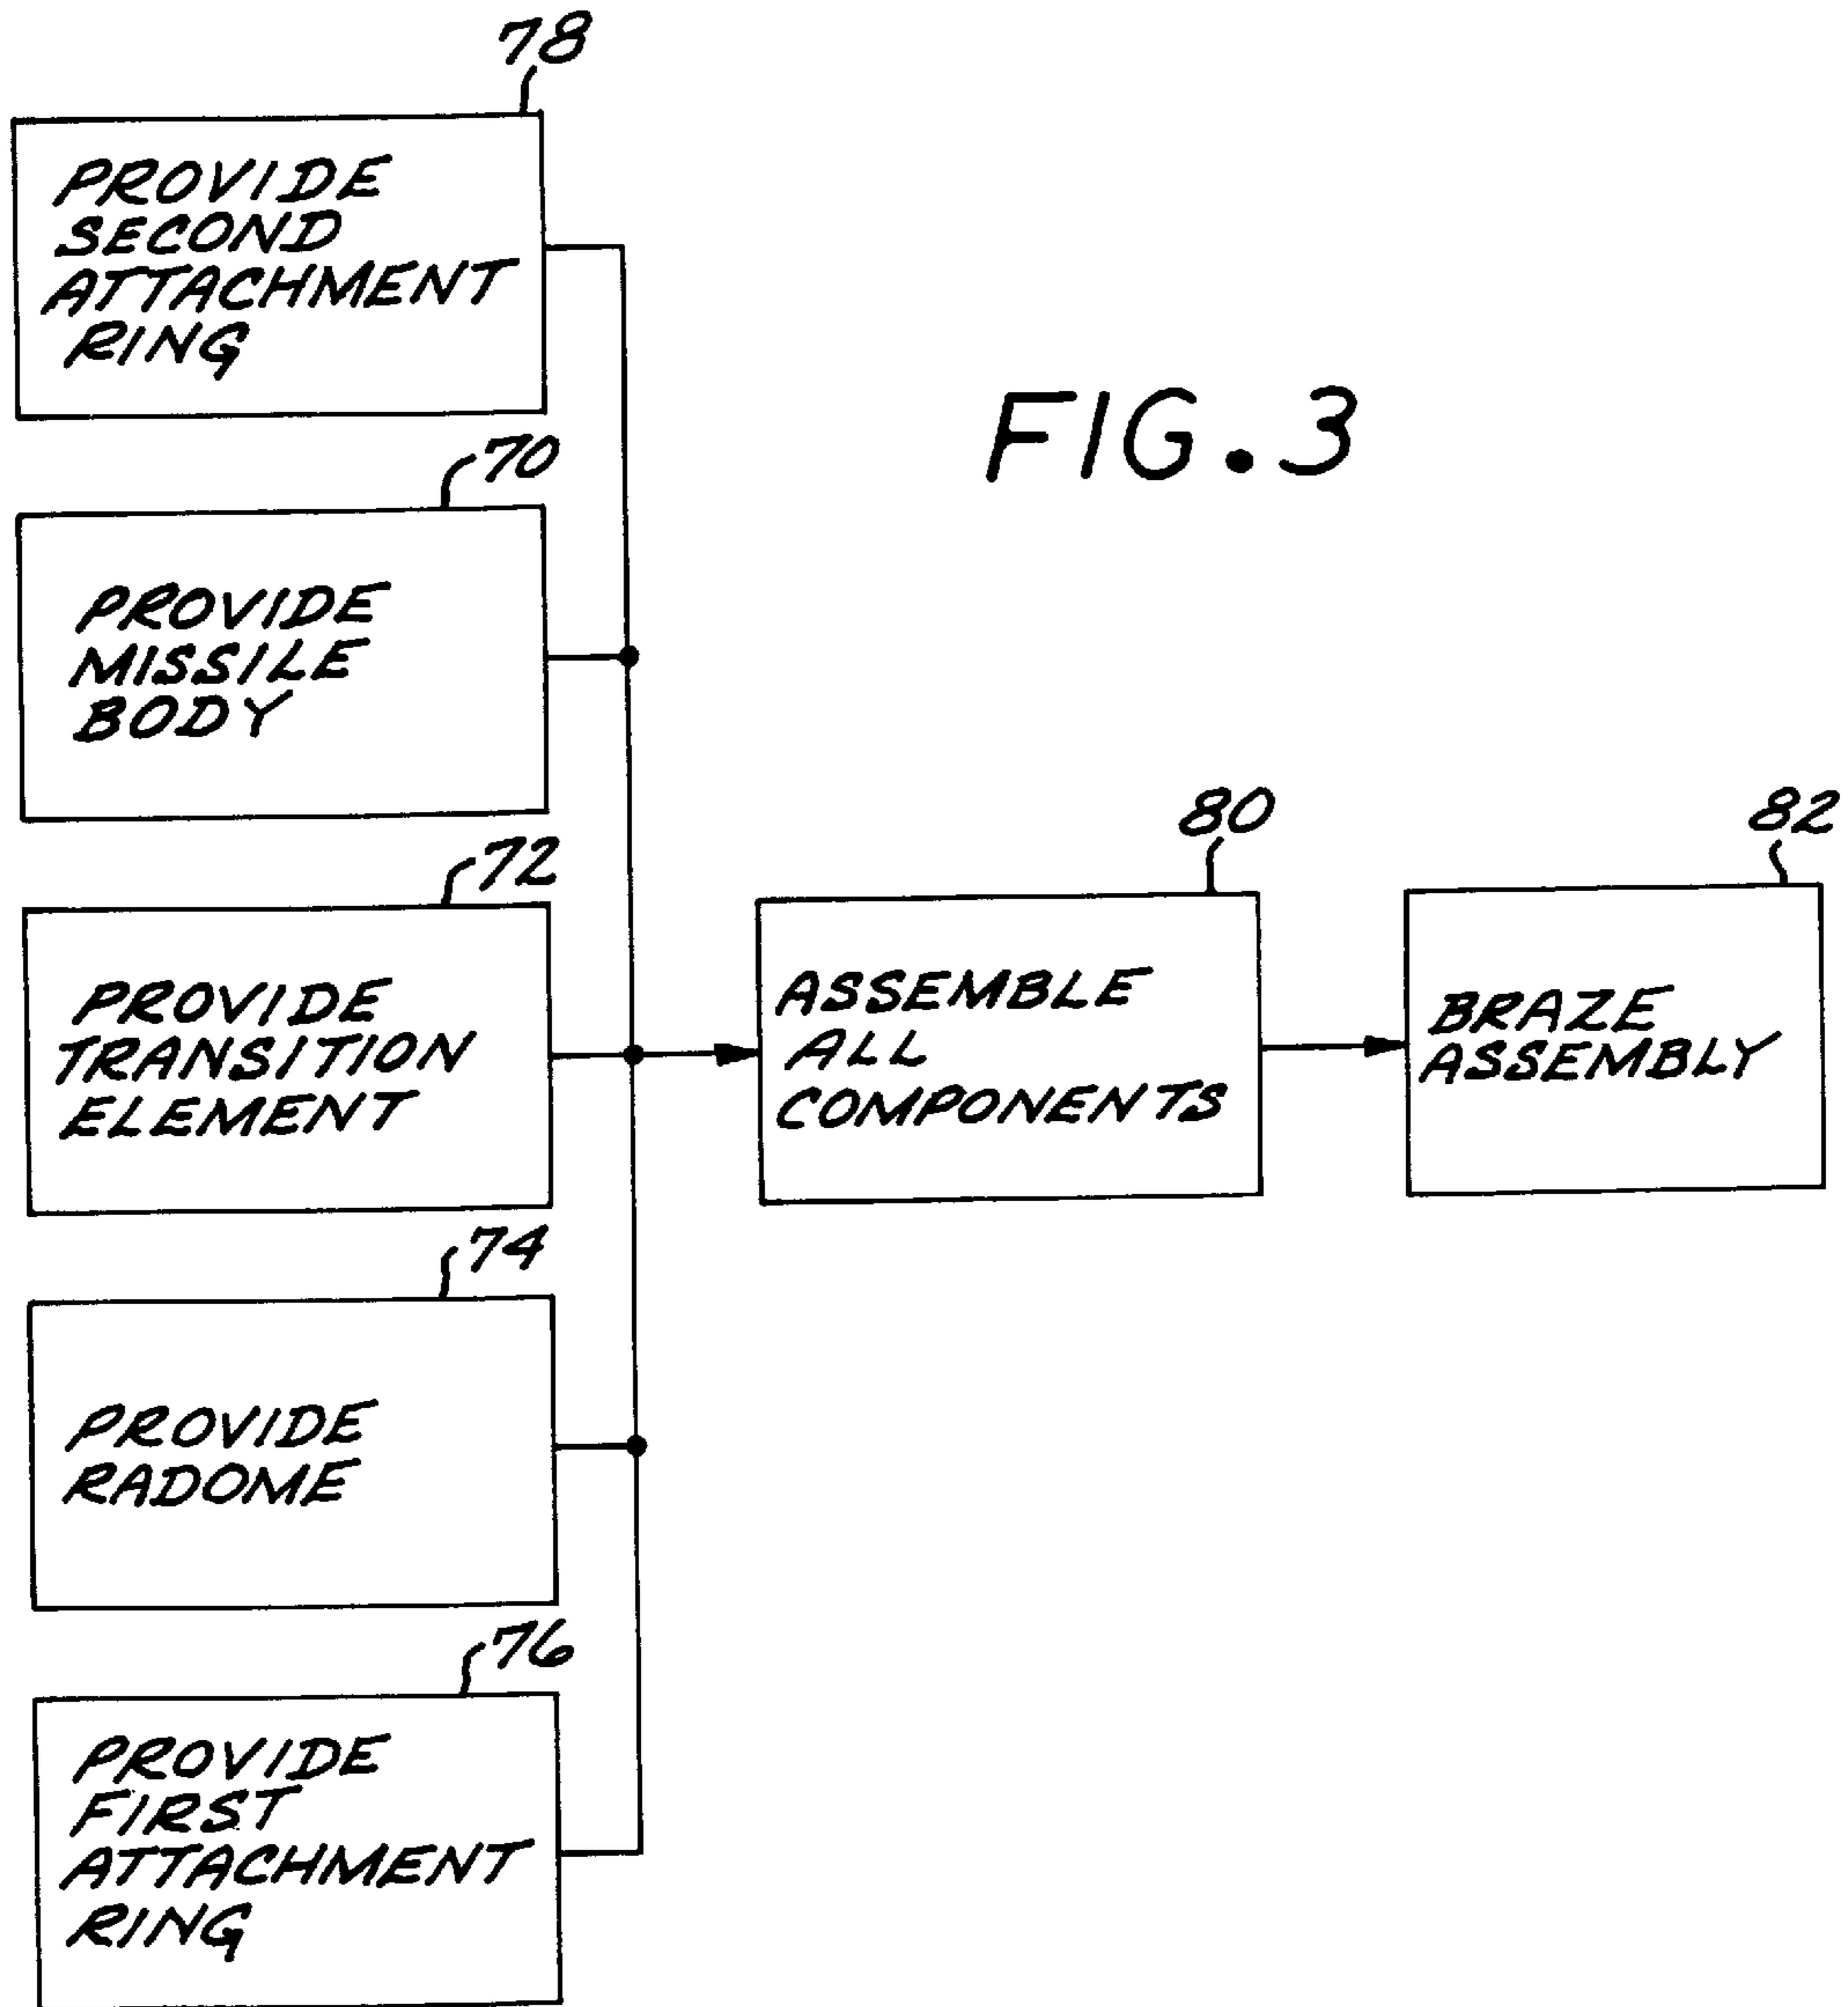 78
PROVIDE
SECOND
ATTACHMENT
RING
FIG. 3
70
PROVIDE
MISSILE
BODY
72
PROVIDE
TRANSITION
ELEMENT
80
ASSEMBLE
ALL
COMPONENTS
82
BRAZE
ASSEMBLY
74
PROVIDE
RADOME
76
PROVIDE
FIRST
ATTACHMENT
RING